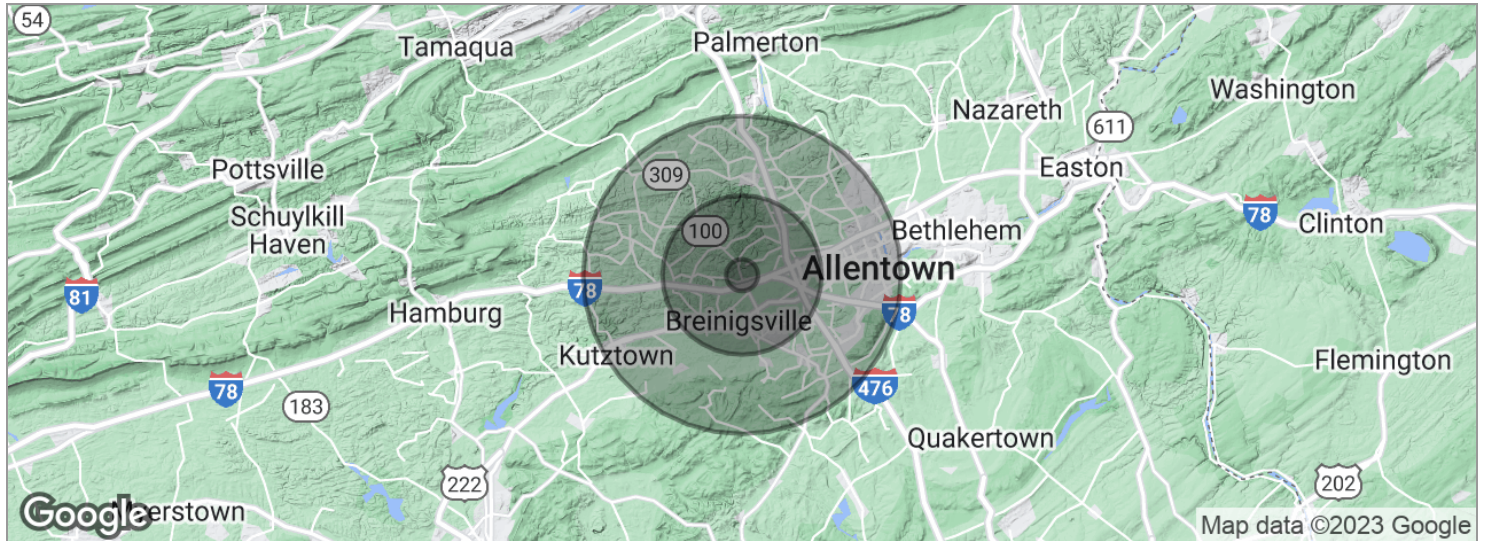 54
Tamaqua
Palmerton
Washington
Nazareth
611
Pottsville
309
Easton
Schuylkill
Haven
100
Bethlehem
78
Clinton
Allentown
81
78
Hamburg
78
Breinigsville
Kutztown
Flemington
78
476
183
Quakertown
222
202
Google
Myerstown
Map data ©2023 Google